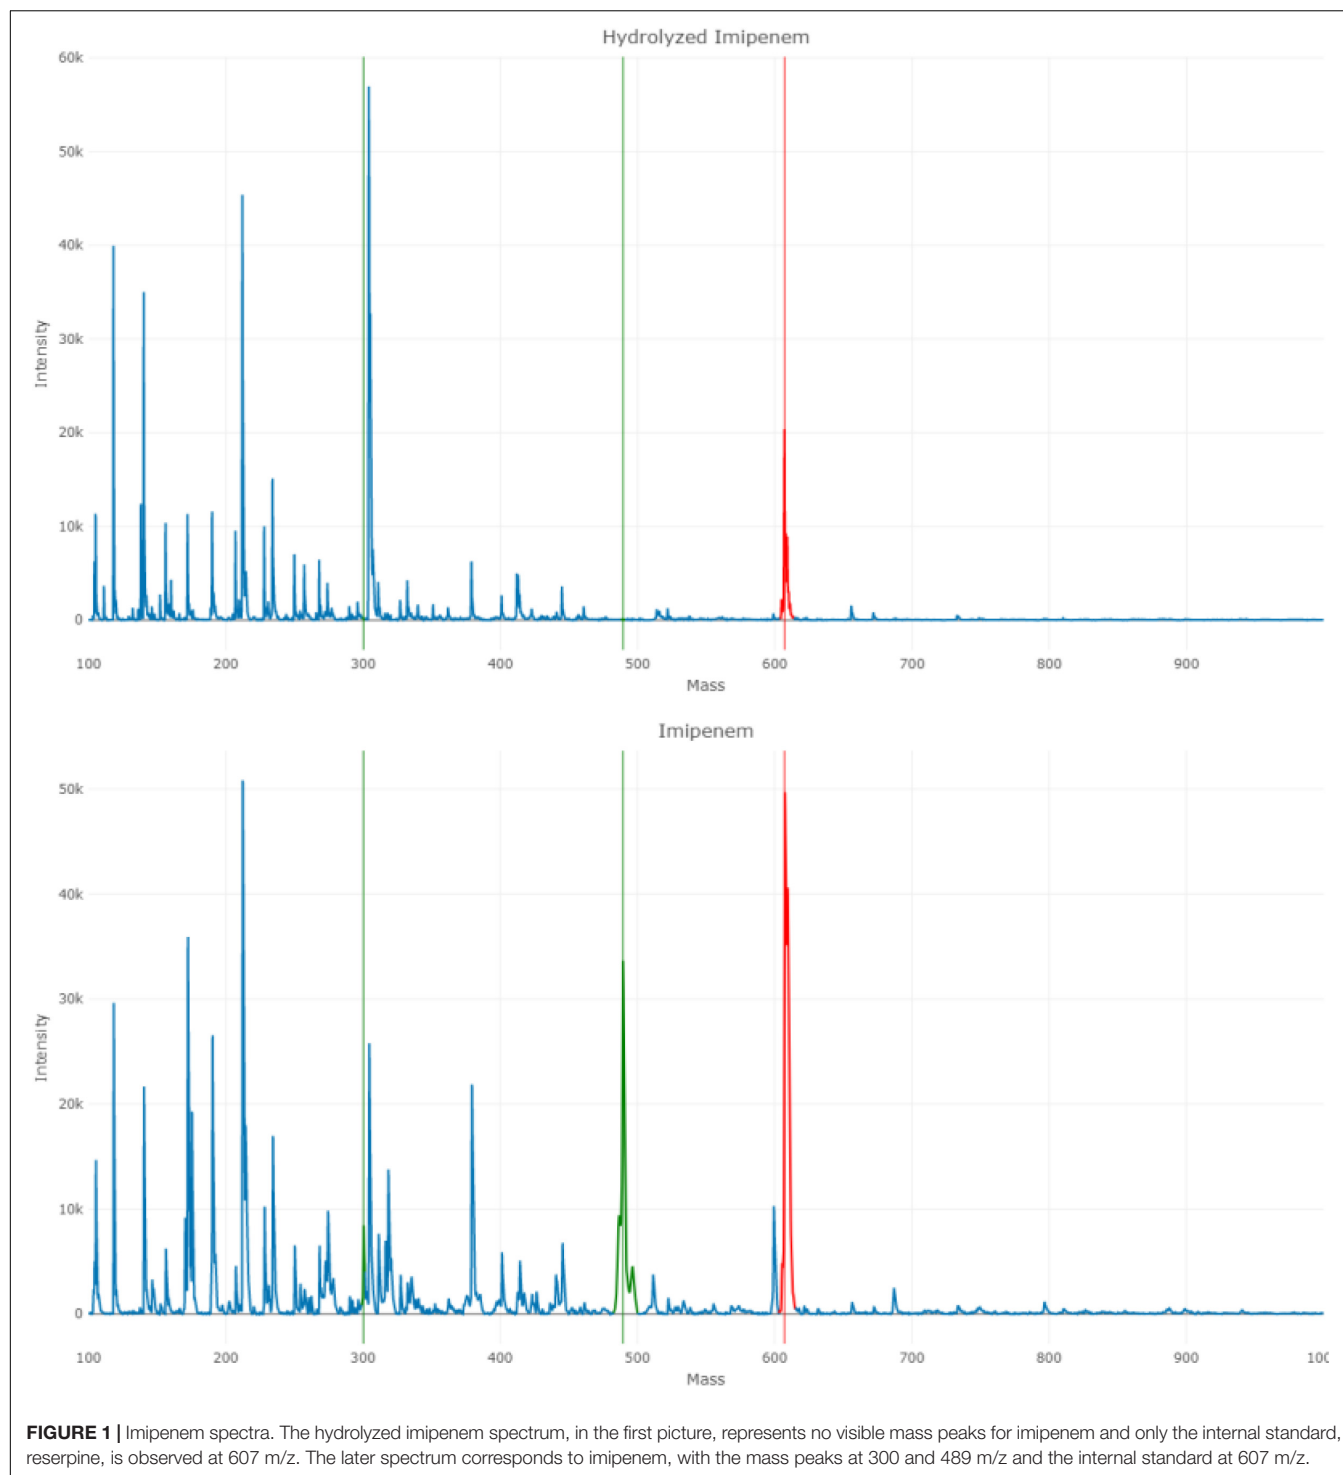 Hydrolyzed Imipenem
60k
50k
40k
30k
20k
10k
0
Intensity
100 200 300 400 500 600 700 800 900
Mass
Imipenem
50k
40k
30k
20k
10k
0
Intensity
100 200 300 400 500 600 700 800 900
Mass
FIGURE 1 | Imipenem spectra. The hydrolyzed imipenem spectrum, in the first picture, represents no visible mass peaks for imipenem and only the internal standard,
reserpine, is observed at 607 m/z. The later spectrum corresponds to imipenem, with the mass peaks at 300 and 489 m/z and the internal standard at 607 m/z.